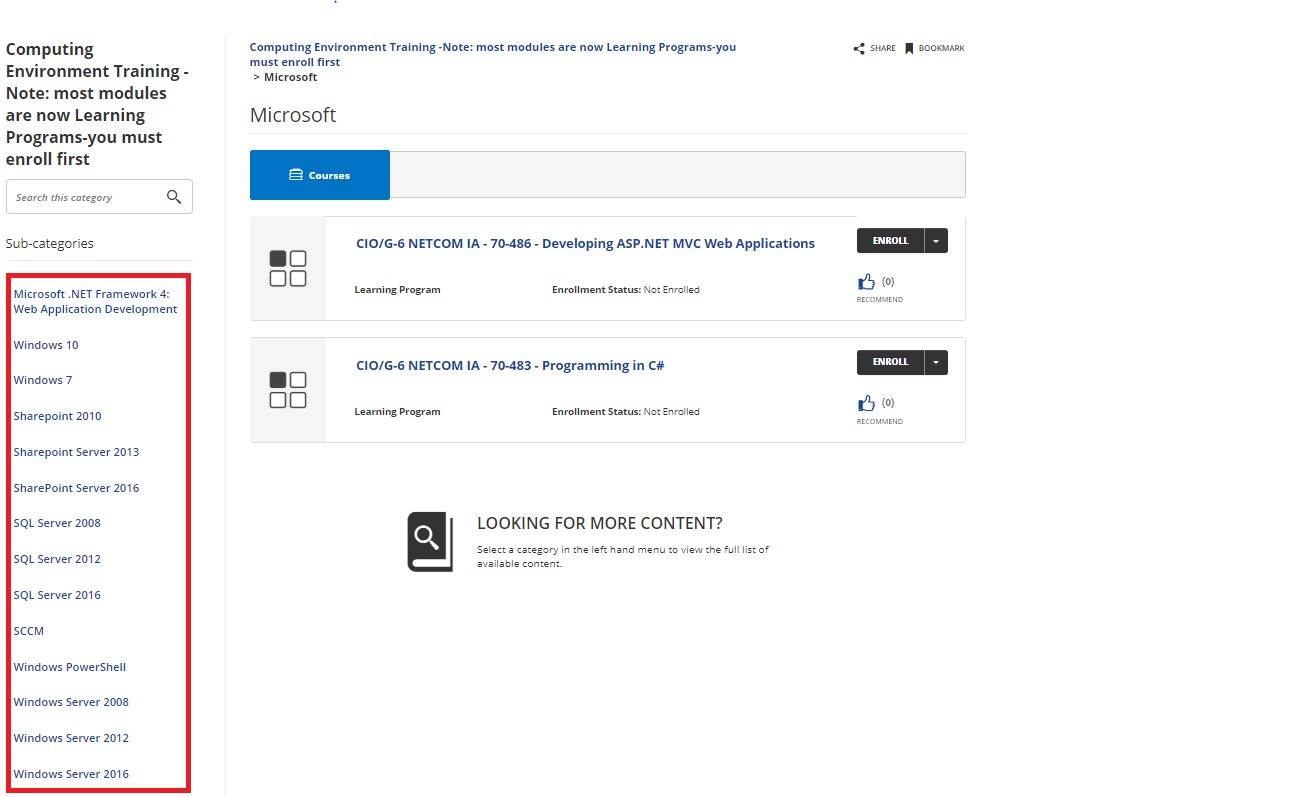 Computing
Environment Training -
Note: most modules
are now Learning
Programs-you must
enroll first
Search this category
Sub-categories
Microsoft .NET Framework 4:
Web Application Development
Windows 10
Windows 7
Sharepoint 2010
Sharepoint Server 2013
SharePoint Server 2016
SQL Server 2008
SQL Server 2012
SQL Server 2016
SCCM
Windows PowerShell
Windows Server 2008
Windows Server 2012
Windows Server 2016
Computing Environment Training -Note: most modules are now Learning Programs-you
must enroll first
> Microsoft
SHARE BOOKMARK
Microsoft
Courses
CIO/G-6 NETCOM IA - 70-486 - Developing ASP.NET MVC Web Applications
ENROLL
Learning Program Enrollment Status: Not Enrolled
(0)
RECOMMEND
CIO/G-6 NETCOM IA - 70-483 - Programming in C#
ENROLL
Learning Program Enrollment Status: Not Enrolled
(0)
RECOMMEND
LOOKING FOR MORE CONTENT?
Select a category in the left hand menu to view the full list of
available content.